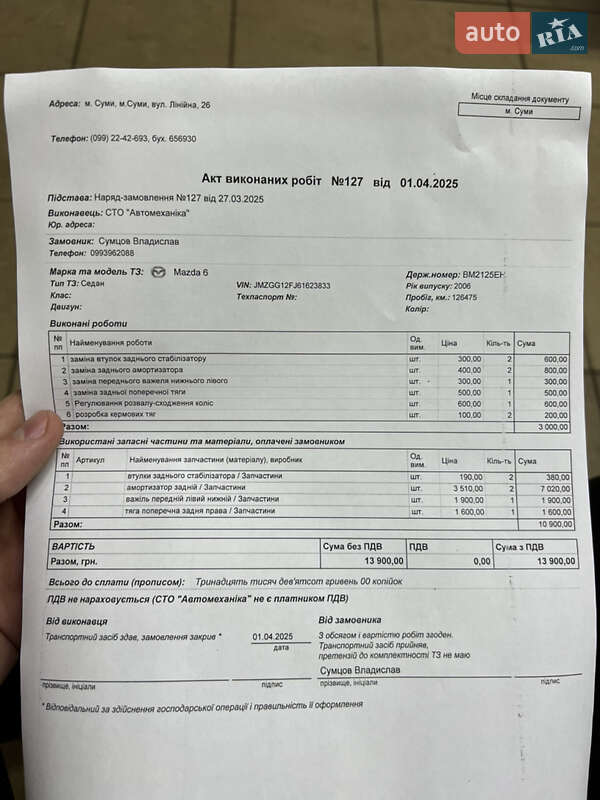 auto RIA .com
Адреса: м. Суми, м.Суми, вул. Лінійна, 26
Місце складання документу
м. Суми
Телефон: (099) 22-42-693, бух. 656930
Акт виконаних робіт №127 від 01.04.2025
Підстава: Наряд-замовлення №127 від 27.03.2025
Виконавець: СТО "Автомеханіка"
Юр. адреса:
Замовник: Сумцов Владислав
Телефон: 0993962088
Марка та модель ТЗ: Mazda 6 Держ.номер: BM2125EH
Тип ТЗ: Седан VIN: JMZGG12FJ61623833 Рік випуску: 2006
Клас: Техпаспорт №: Пробіг, км.: 126475
Двигун: Колір:
Виконані роботи
№ пп Найменування роботи Од. вим. Ціна Кіль-ть Сума
1 заміна втулок заднього стабілізатору шт. 300,00 2 600,00
2 заміна заднього амортизатора шт. 400,00 2 800,00
3 заміна переднього важеля нижнього лівого шт. 300,00 1 300,00
4 заміна задньої поперечної тяги шт. 500,00 1 500,00
5 Регулювання розвалу-сходження коліс шт. 600,00 1 600,00
6 розробка кермових тяг шт. 100,00 2 200,00
Разом: 3 000,00
Використані запасні частини та матеріали, оплачені замовником
№ пп Артикул Найменування запчастини (матеріалу), виробник Од. вим. Ціна Кіль-ть Сума
1 втулки заднього стабілізатора / Запчастини шт. 190,00 2 380,00
2 амортизатор задній / Запчастини шт. 3 510,00 2 7 020,00
3 важіль передній лівий нижній / Запчастини шт. 1 900,00 1 1 900,00
4 тяга поперечна задня права / Запчастини шт. 1 600,00 1 1 600,00
Разом: 10 900,00
ВАРТІСТЬ Сума без ПДВ ПДВ Сума з ПДВ
Разом, грн. 13 900,00 0,00 13 900,00
Всього до сплати (прописом): Тринадцять тисяч дев'ятсот гривень 00 копійок
ПДВ не нараховується (СТО "Автомеханіка" не є платником ПДВ)
Від виконавця Від замовника
Транспортний засіб здав, замовлення закрив * 01.04.2025 З обсягом і вартістю робіт згоден.
дата Транспортний засіб прийняв,
претензій до комплектності ТЗ не маю
Сумцов Владислав
прізвище, ініціали підпис прізвище, ініціали підпис
* Відповідальний за здійснення господарської операції і правильність її оформлення